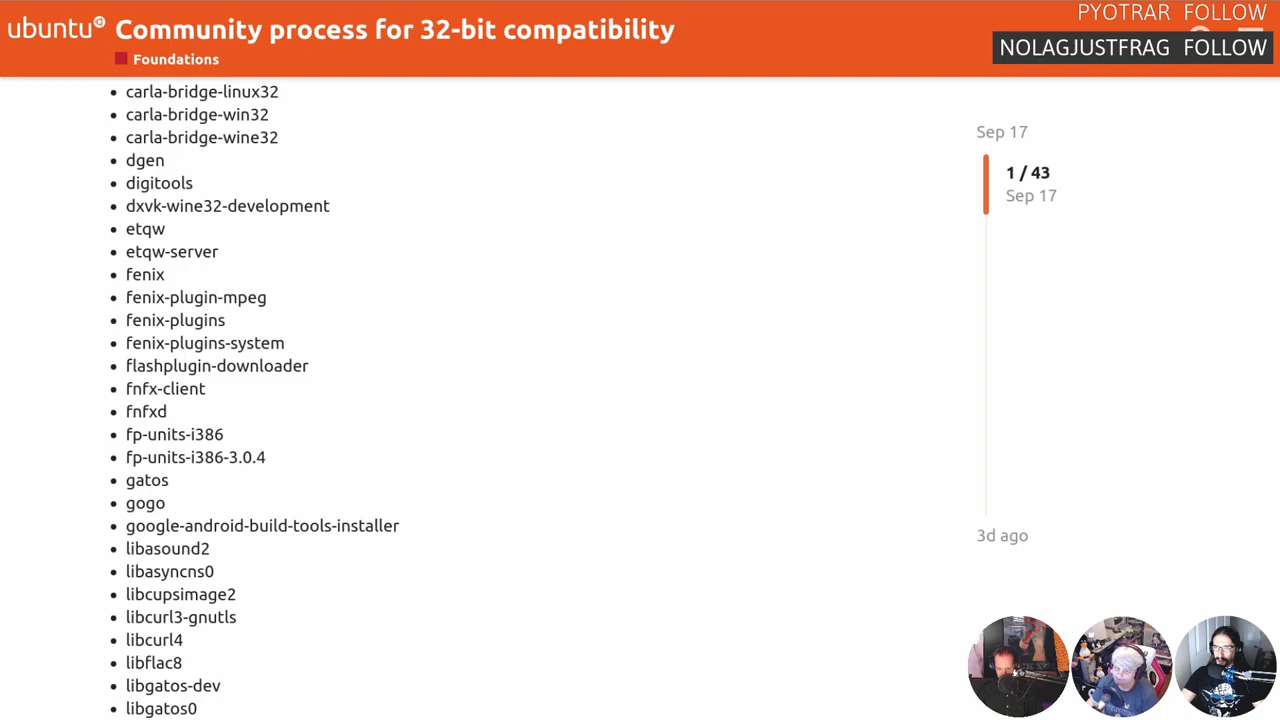 ubuntu
Community process for 32-bit compatibility
Foundations
PYOTRAR FOLLOW
NOLAGJUSTFRAG FOLLOW
carla-bridge-linux32
carla-bridge-win32
carla-bridge-wine32
dgen
digitools
dxvk-wine32-development
etqw
etqw-server
fenix
fenix-plugin-mpeg
fenix-plugins
fenix-plugins-system
flashplugin-downloader
fnfx-client
fnfxd
fp-units-i386
fp-units-i386-3.0.4
gatos
gogo
google-android-build-tools-installer
libasound2
libasyncns0
libcupsimage2
libcurl3-gnutls
libcurl4
libflac8
libgatos-dev
libgatos0
Sep 17
1 / 43
Sep 17
3d ago